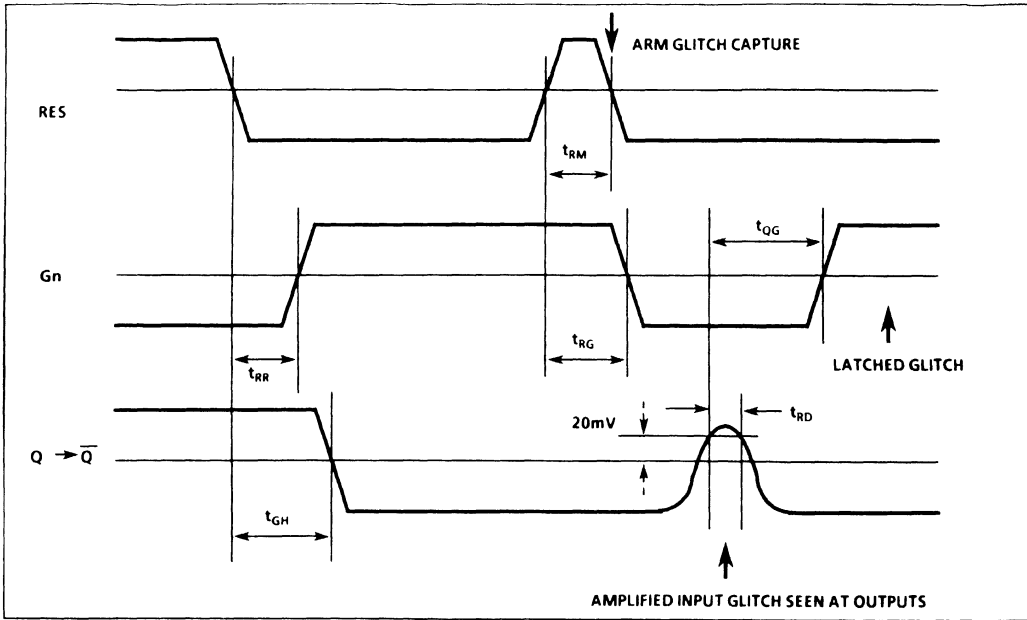 ARM GLITCH CAPTURE
RES
tRM
tQG
Gn
tRR
tRG
LATCHED GLITCH
20mV
tRD
Q → Q̅
tGH
AMPLIFIED INPUT GLITCH SEEN AT OUTPUTS